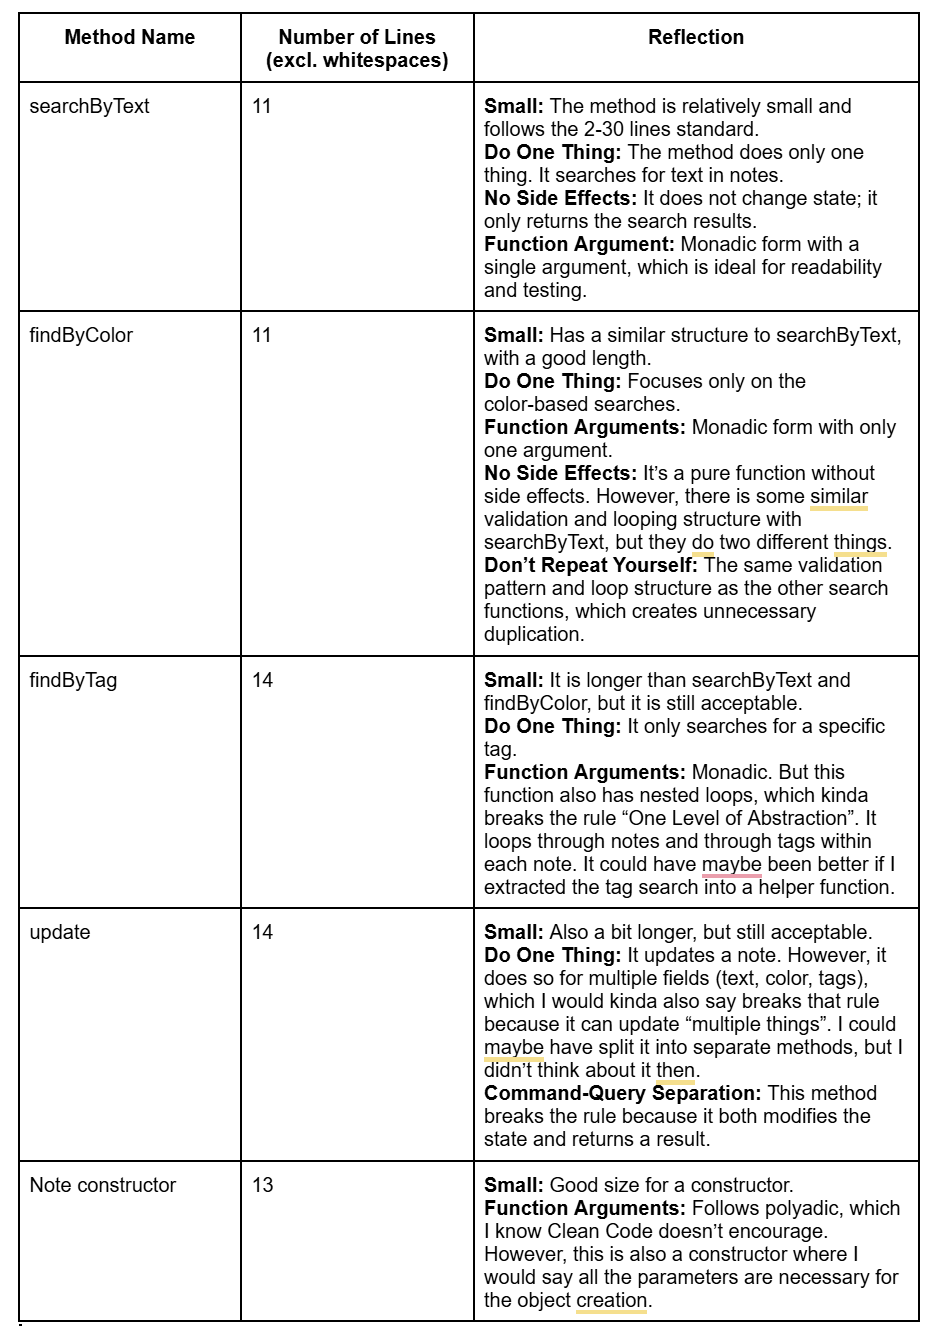 Method Name
Number of Lines
(excl. whitespaces)
Reflection
searchByText
11
Small: The method is relatively small and
follows the 2-30 lines standard.
Do One Thing: The method does only one
thing. It searches for text in notes.
No Side Effects: It does not change state; it
only returns the search results.
Function Argument: Monadic form with a
single argument, which is ideal for readability
and testing.
findByColor
11
Small: Has a similar structure to searchByText,
with a good length.
Do One Thing: Focuses only on the
color-based searches.
Function Arguments: Monadic form with only
one argument.
No Side Effects: It’s a pure function without
side effects. However, there is some similar
validation and looping structure with
searchByText, but they do two different things.
Don’t Repeat Yourself: The same validation
pattern and loop structure as the other search
functions, which creates unnecessary
duplication.
findByTag
14
Small: It is longer than searchByText and
findByColor, but it is still acceptable.
Do One Thing: It only searches for a specific
tag.
Function Arguments: Monadic. But this
function also has nested loops, which kinda
breaks the rule “One Level of Abstraction”. It
loops through notes and through tags within
each note. It could have maybe been better if I
extracted the tag search into a helper function.
update
14
Small: Also a bit longer, but still acceptable.
Do One Thing: It updates a note. However, it
does so for multiple fields (text, color, tags),
which I would kinda also say breaks that rule
because it can update “multiple things”. I could
maybe have split it into separate methods, but I
didn’t think about it then.
Command-Query Separation: This method
breaks the rule because it both modifies the
state and returns a result.
Note constructor
13
Small: Good size for a constructor.
Function Arguments: Follows polyadic, which
I know Clean Code doesn’t encourage.
However, this is also a constructor where I
would say all the parameters are necessary for
the object creation.